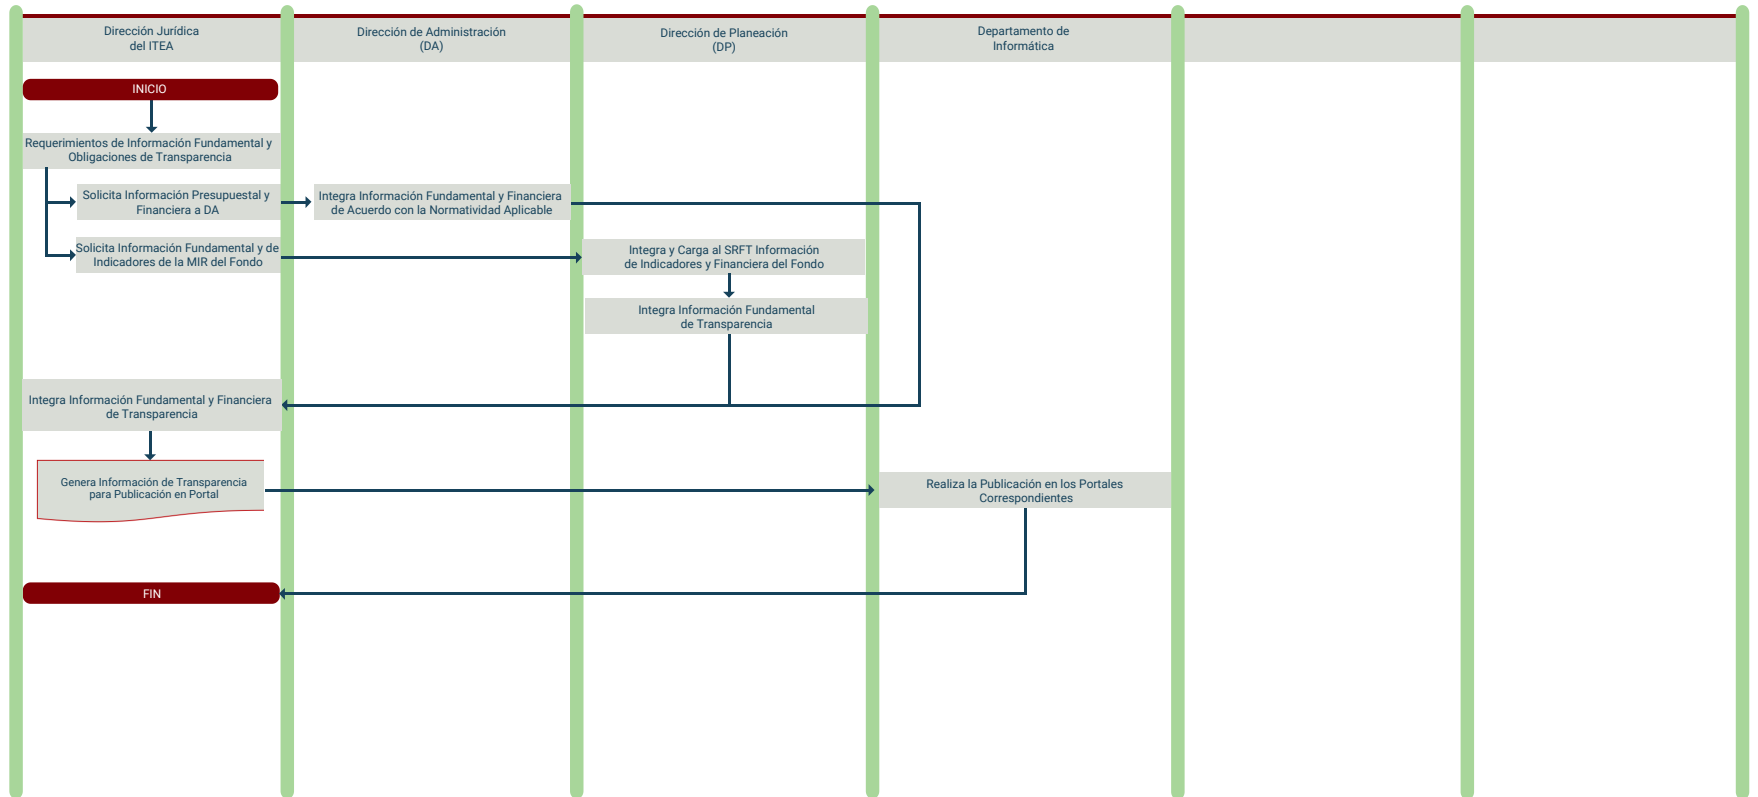 Dirección Jurídica
del ITEA
Dirección de Administración
(DA)
Dirección de Planeación
(DP)
Departamento de
Informática
INICIO
Requerimientos de Información Fundamental y
Obligaciones de Transparencia
Solicita Información Presupuestal y
Financiera a DA
Integra Información Fundamental y Financiera
de Acuerdo con la Normatividad Aplicable
Solicita Información Fundamental y de
Indicadores de la MIR del Fondo
Integra y Carga al SRFT Información
de Indicadores y Financiera del Fondo
Integra Información Fundamental
de Transparencia
Integra Información Fundamental y Financiera
de Transparencia
Genera Información de Transparencia
para Publicación en Portal
Realiza la Publicación en los Portales
Correspondientes
FIN